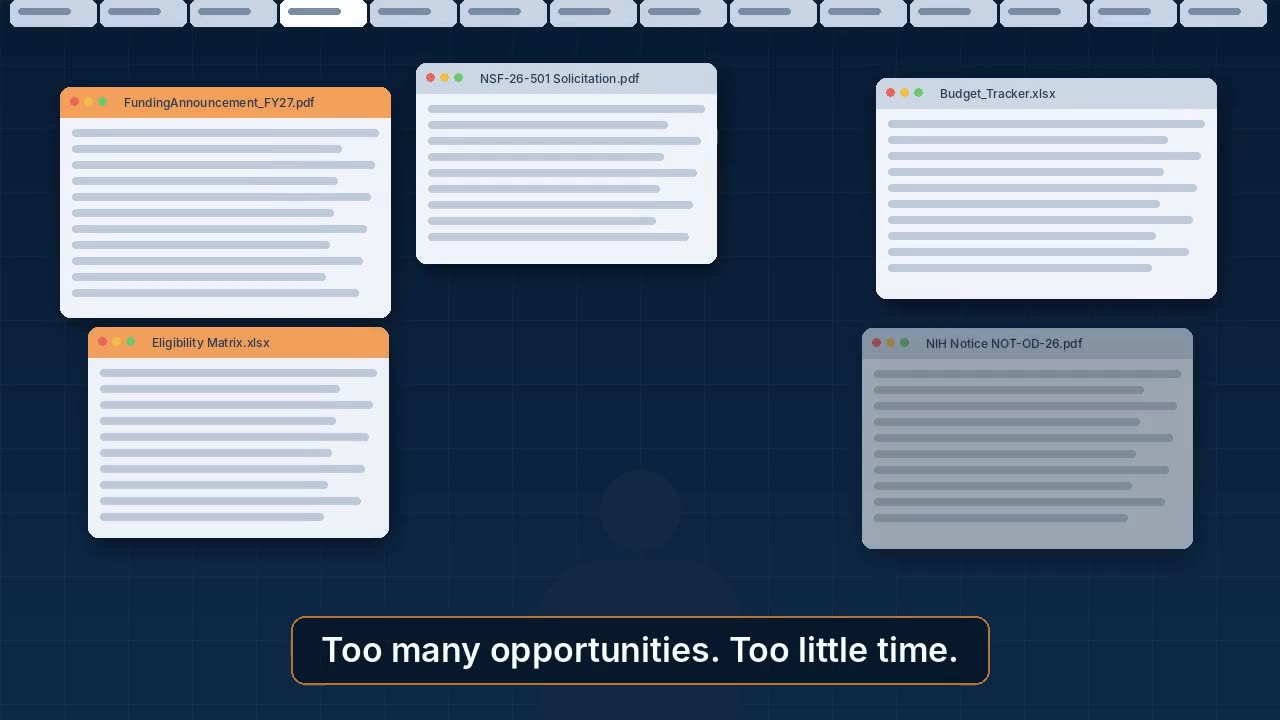 FundingAnnouncement_FY27.pdf
NSF-26-501 Solicitation.pdf
Budget_Tracker.xlsx
Eligibility Matrix.xlsx
NIH Notice NOT-OD-26.pdf
Too many opportunities. Too little time.